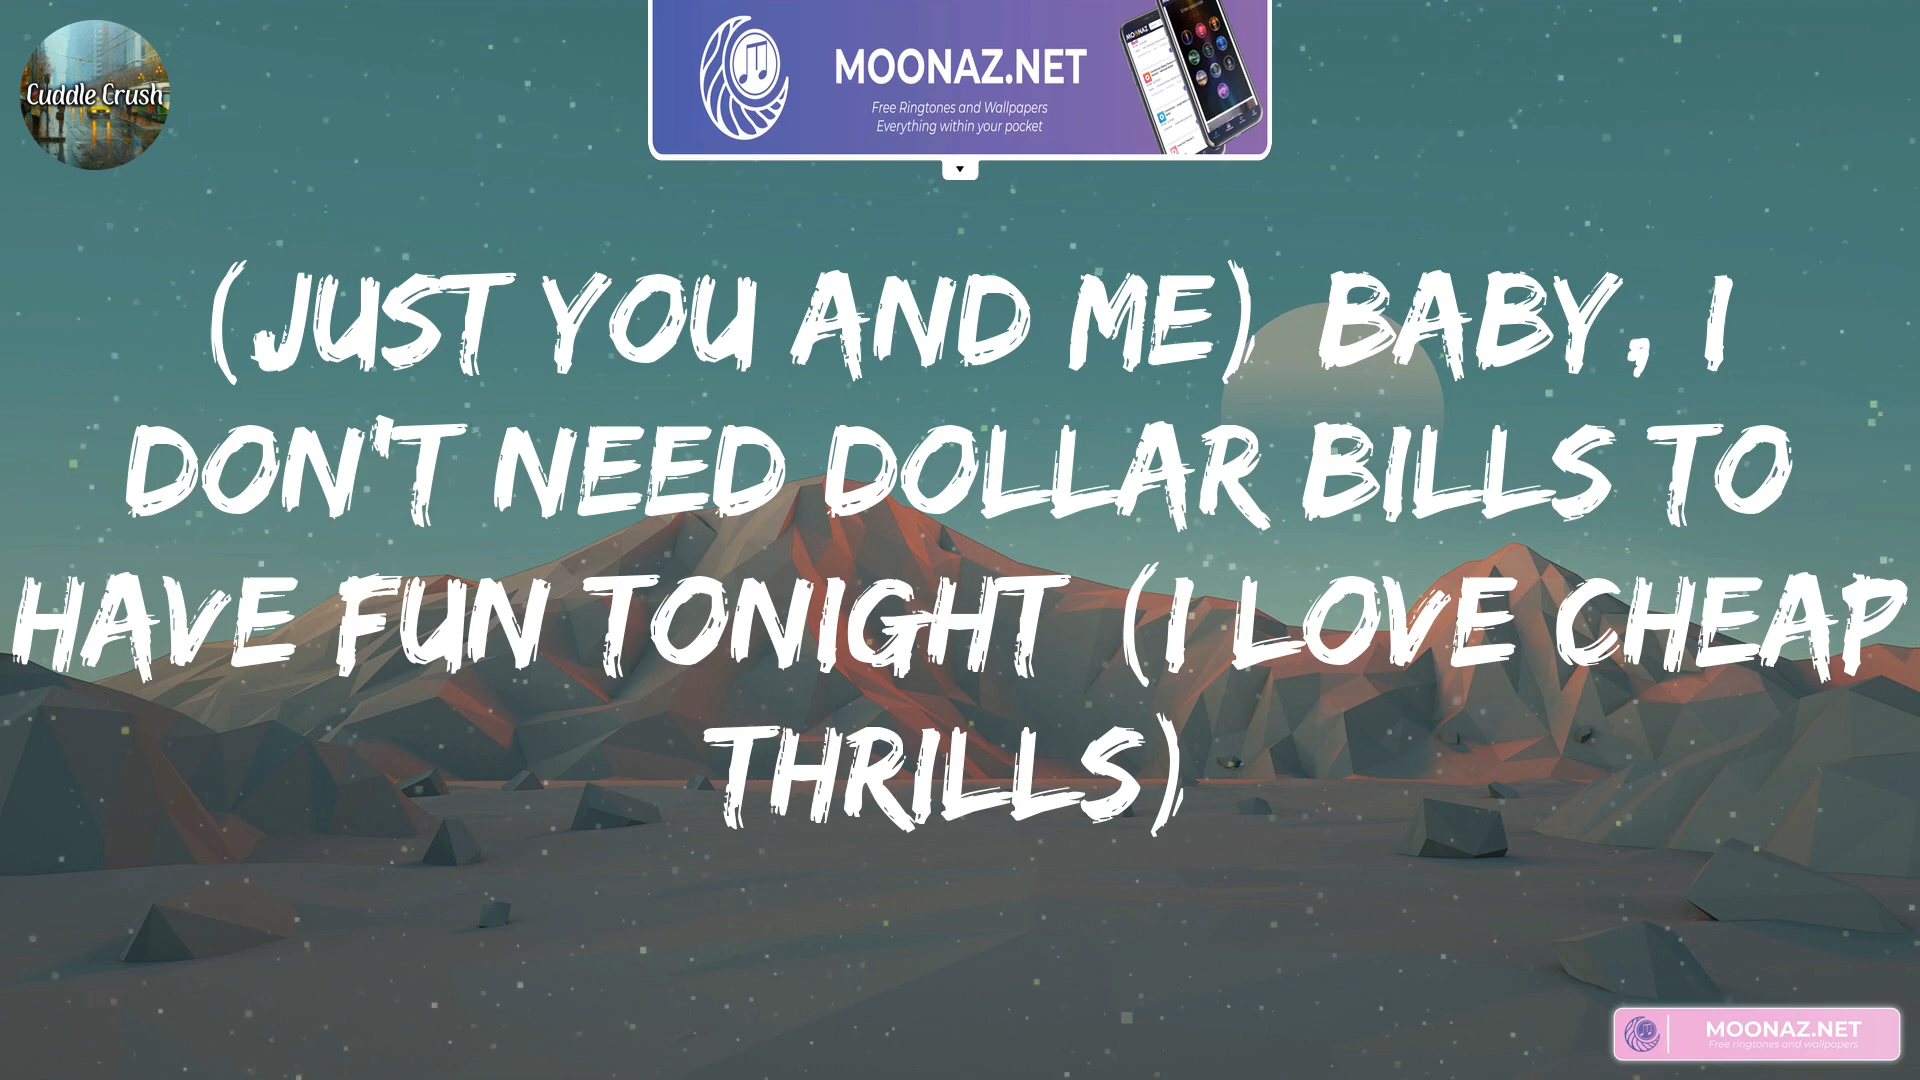 Cuddle Crush
MOONAZ.NET
Free Ringtones and Wallpapers
Everything within your pocket
(JUST YOU AND ME) BABY, I
DON'T NEED DOLLAR BILLS TO
HAVE FUN TONIGHT (I LOVE CHEAP
THRILLS)
MOONAZ.NET
Free ringtones and wallpapers